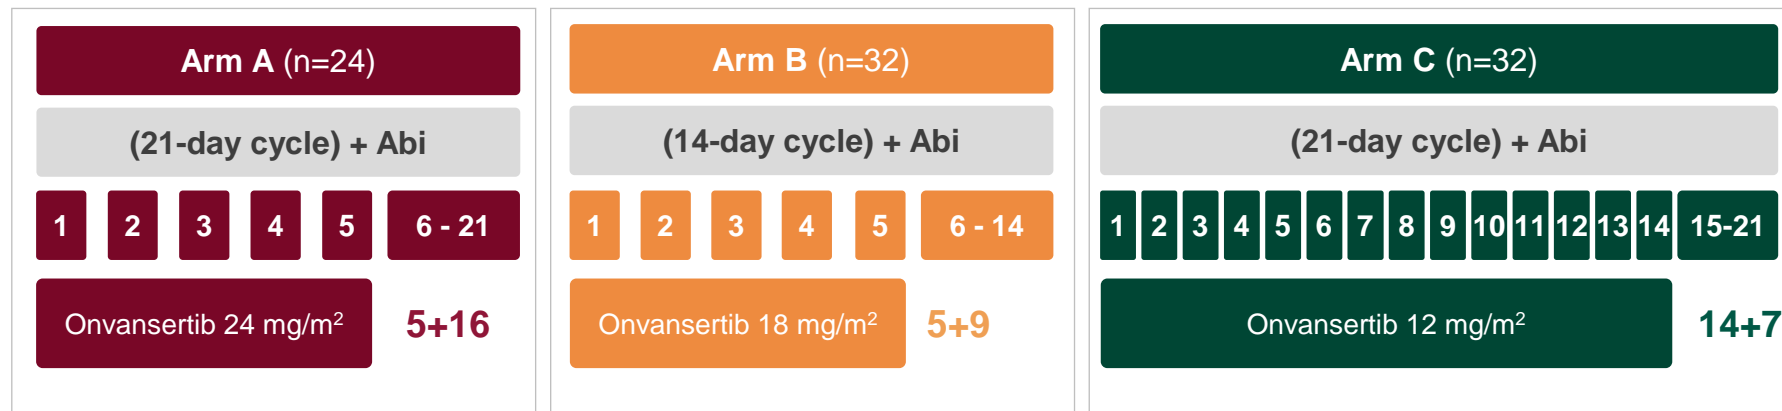 Arm A (n=24)
(21-day cycle) + Abi
1 2 3 4 5 6 - 21
Onvansertib 24 mg/m² 5+16
Arm B (n=32)
(14-day cycle) + Abi
1 2 3 4 5 6 - 14
Onvansertib 18 mg/m² 5+9
Arm C (n=32)
(21-day cycle) + Abi
1 2 3 4 5 6 7 8 9 10 11 12 13 14 15-21
Onvansertib 12 mg/m² 14+7